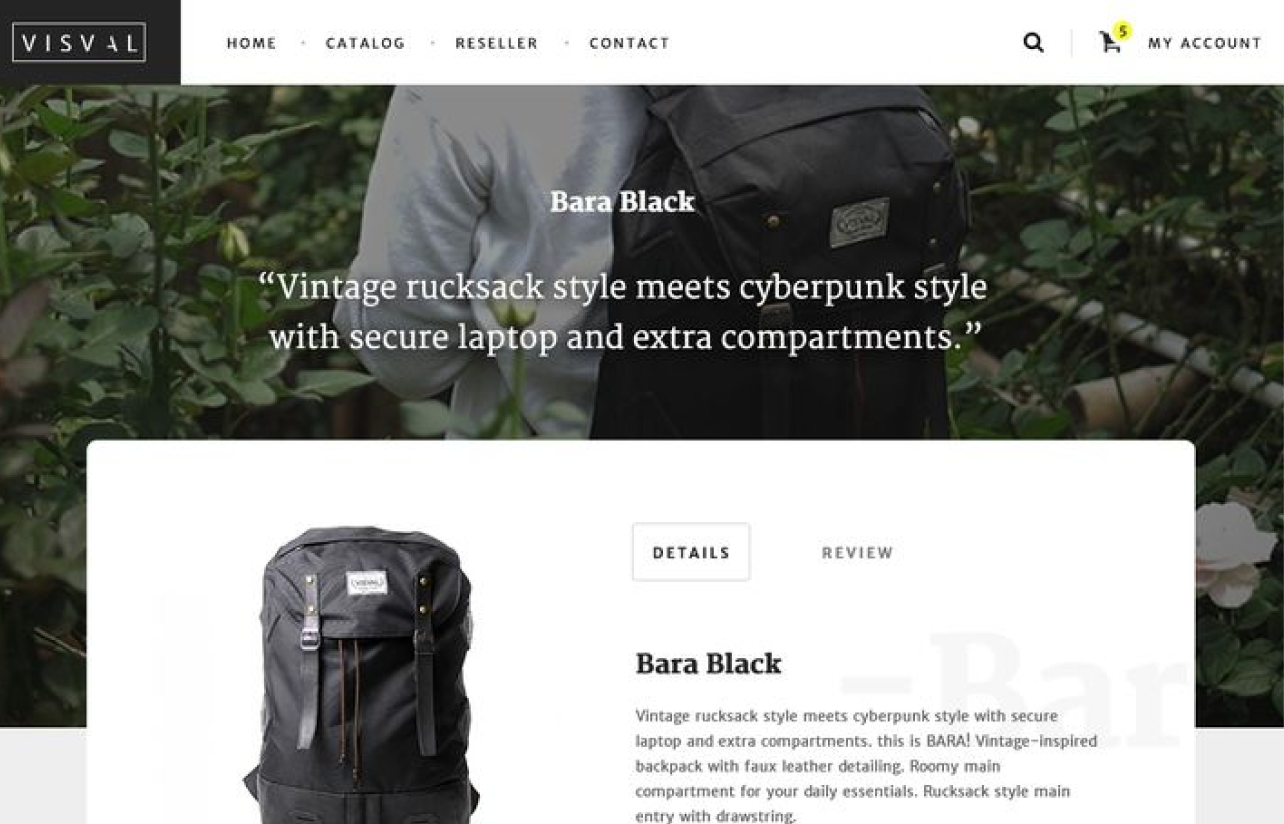 VISVAL
HOME
CATALOG
RESELLER
CONTACT
5
MY ACCOUNT
VISVAL
Bara Black
“Vintage rucksack style meets cyberpunk style
with secure laptop and extra compartments.”
DETAILS
REVIEW
VISVAL
Bara Black
–Bar
Vintage rucksack style meets cyberpunk style with secure
laptop and extra compartments. this is BARA! Vintage-inspired
backpack with faux leather detailing. Roomy main
compartment for your daily essentials. Rucksack style main
entry with drawstring.